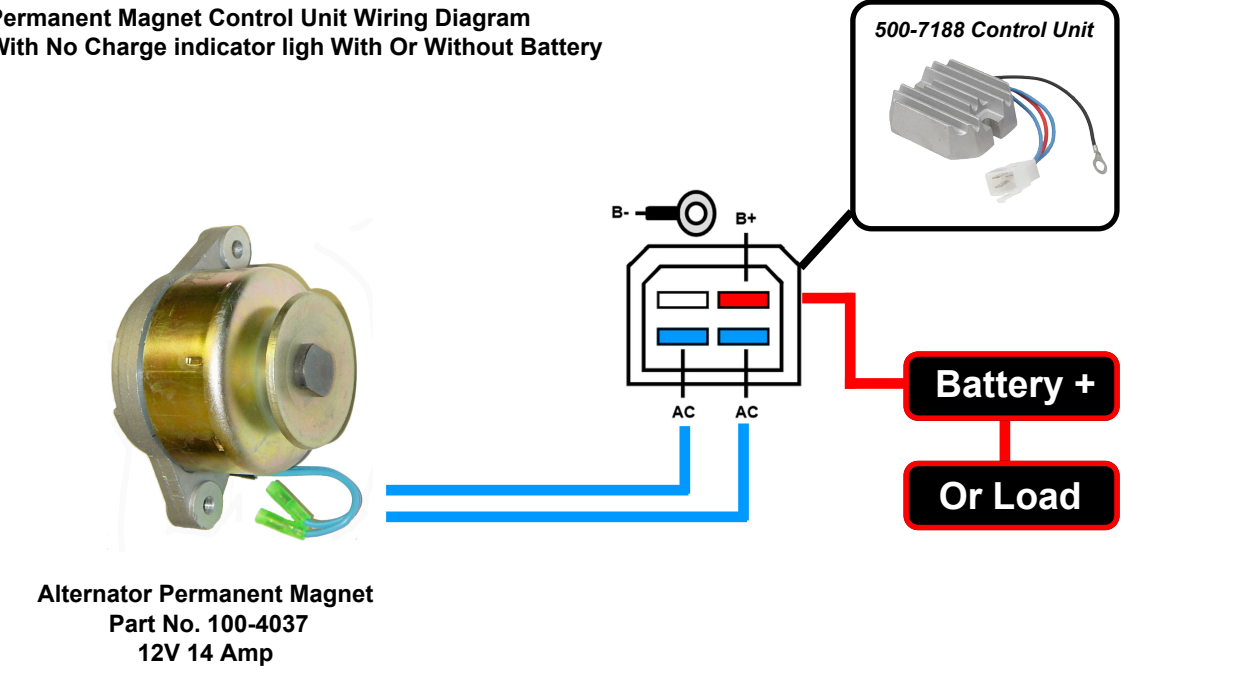 Permanent Magnet Control Unit Wiring Diagram
With No Charge indicator ligh With Or Without Battery
500-7188 Control Unit
B-
B+
AC
AC
Battery +
Or Load
Alternator Permanent Magnet
Part No. 100-4037
12V 14 Amp